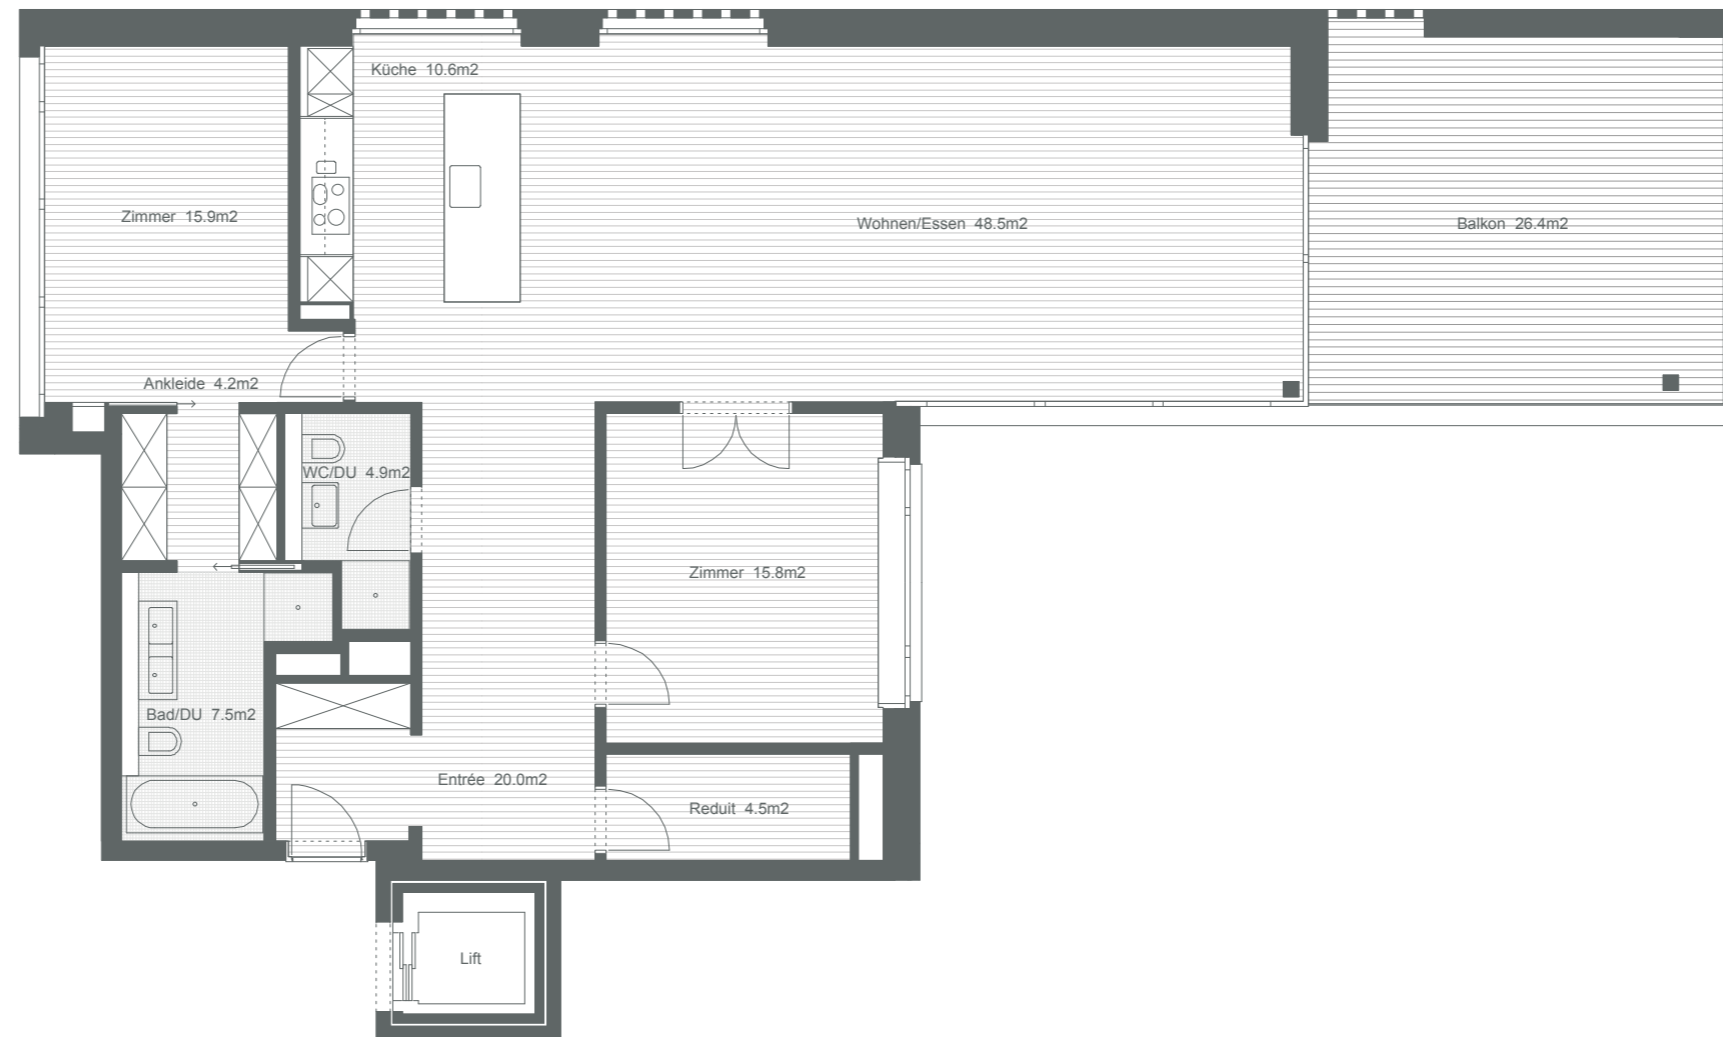 Küche 10.6m2
Zimmer 15.9m2
Wohnen/Essen 48.5m2
Balkon 26.4m2
Ankleide 4.2m2
WC/DU 4.9m2
Zimmer 15.8m2
Bad/DU 7.5m2
Entrée 20.0m2
Reduit 4.5m2
Lift